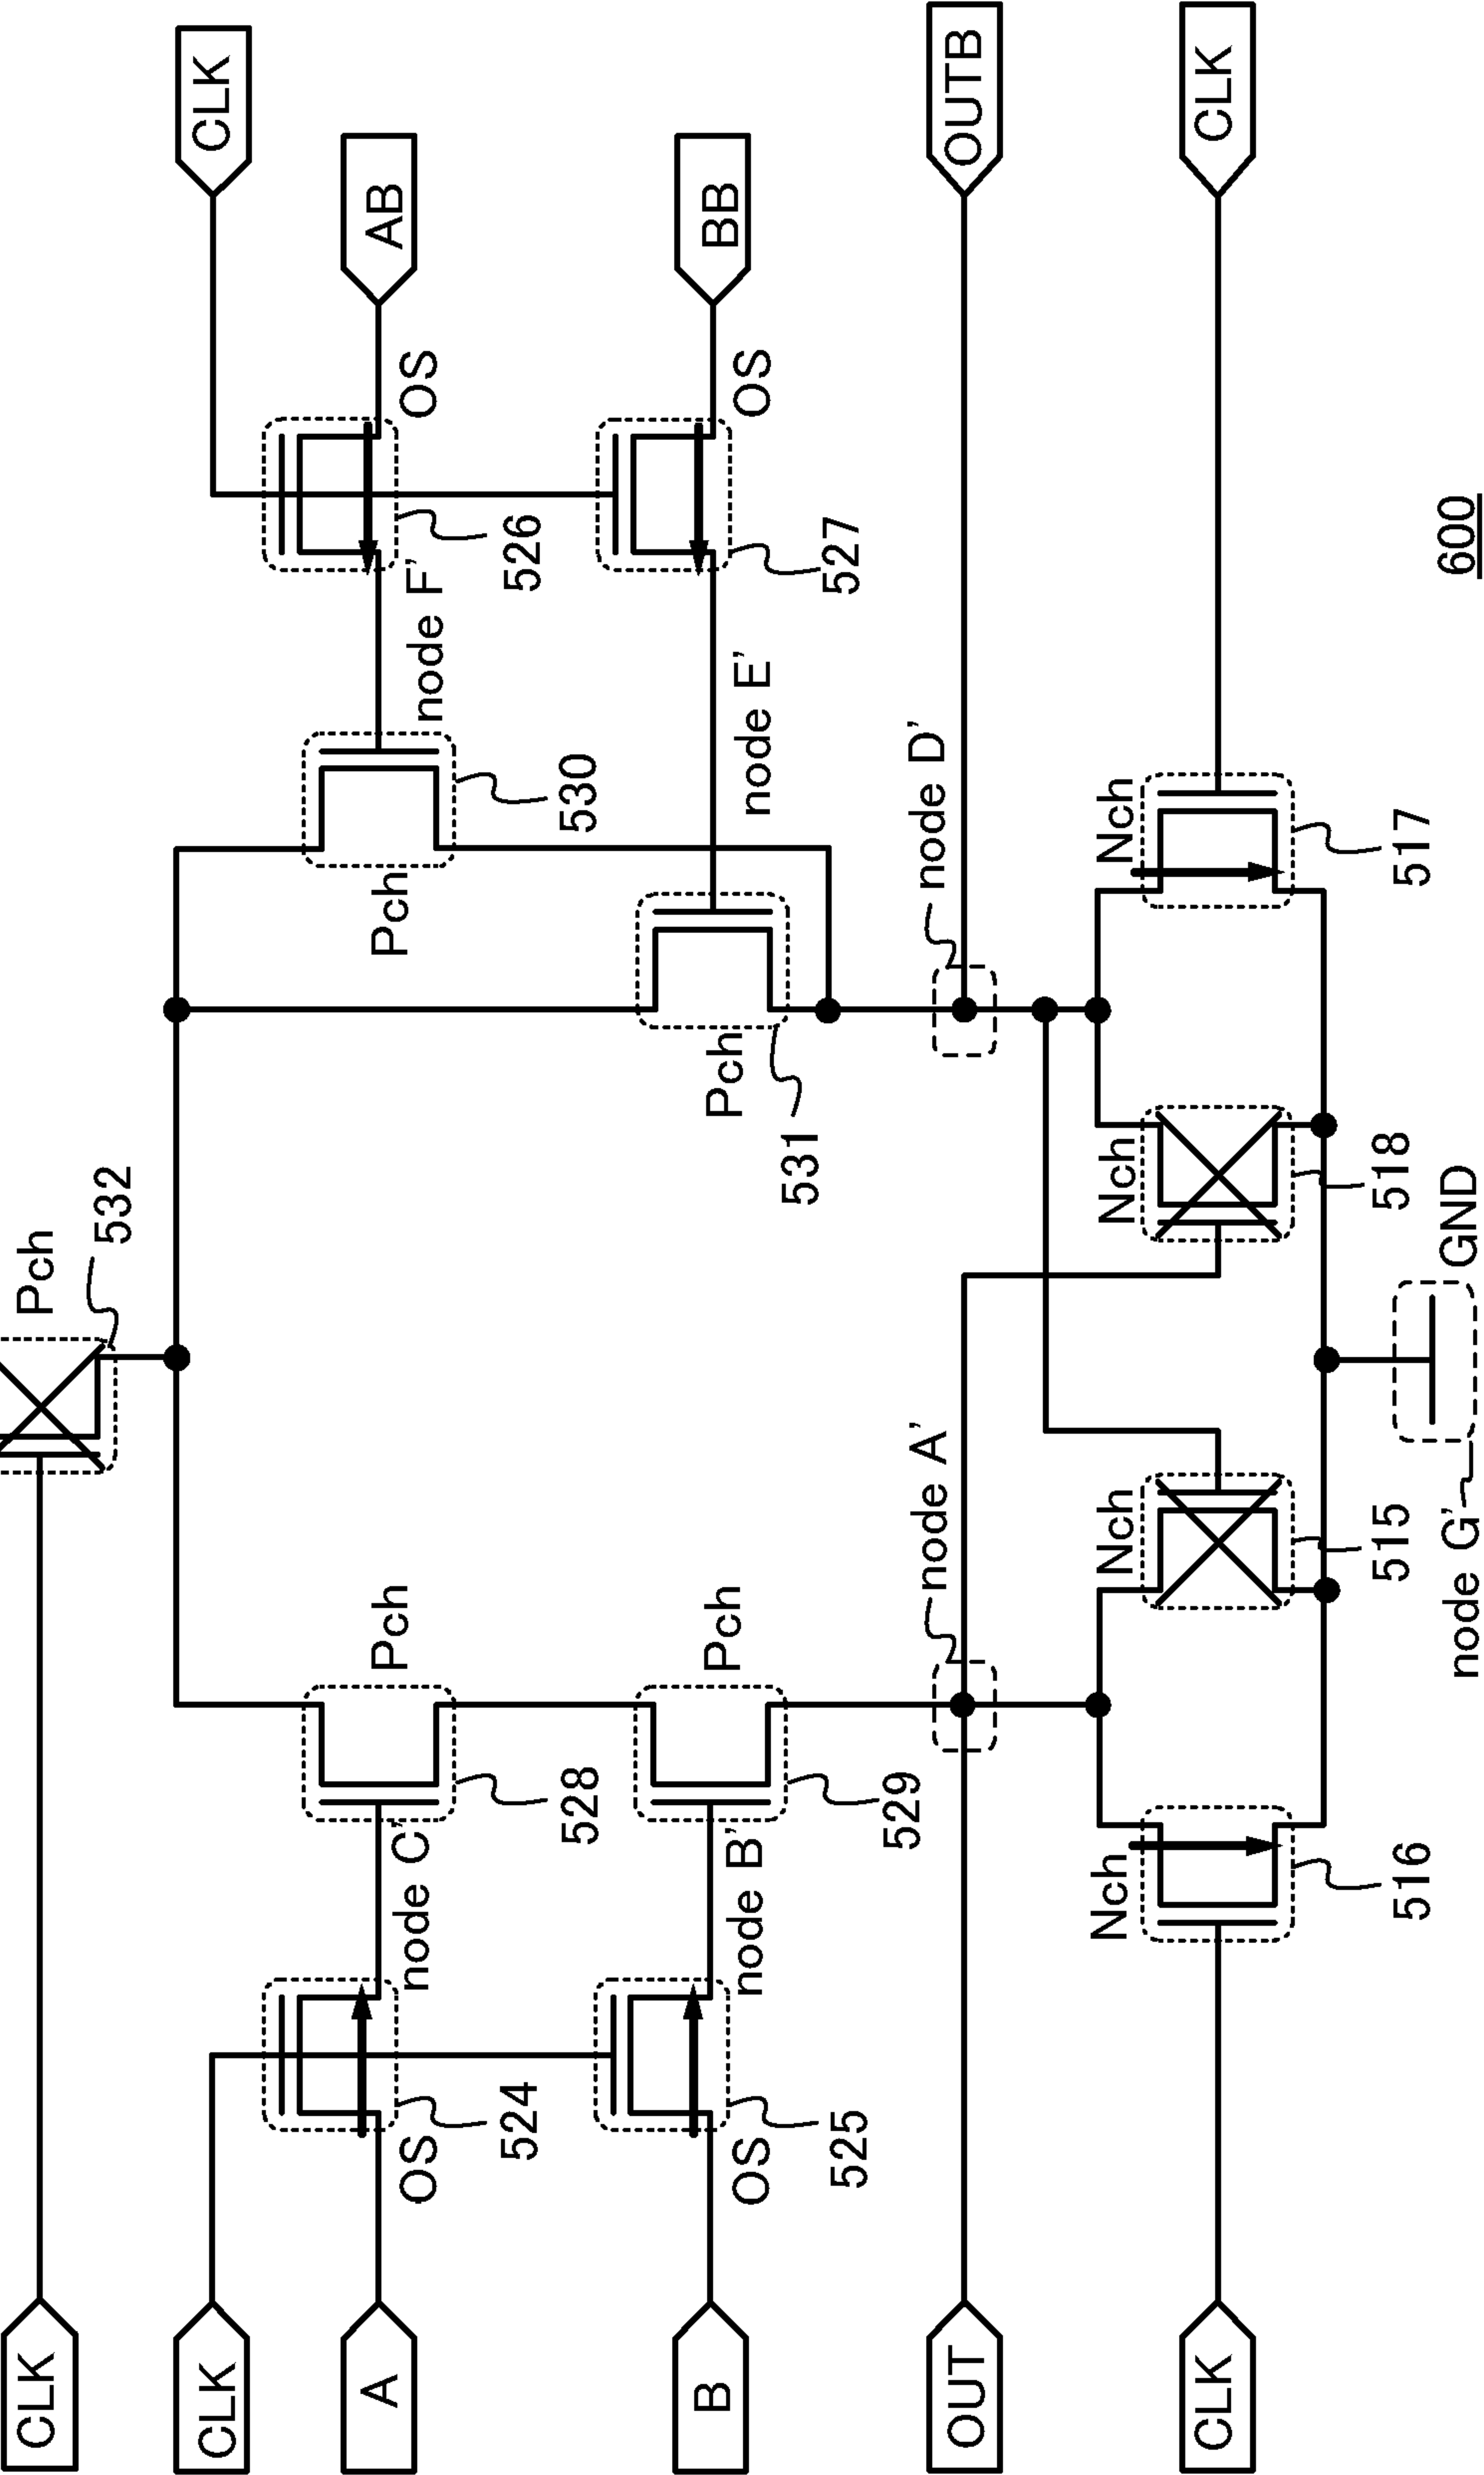 Pch
532
CLK
CLK
CLK
A
OS
524
node C'
Pch
528
Pch
530
node F'
526
OS
AB
B
OS
525
node B'
Pch
529
Pch
531
node E'
527
OS
BB
OUT
node A'
node D'
OUTB
CLK
Nch
516
Nch
515
Nch
518
Nch
517
CLK
node G'
GND
600